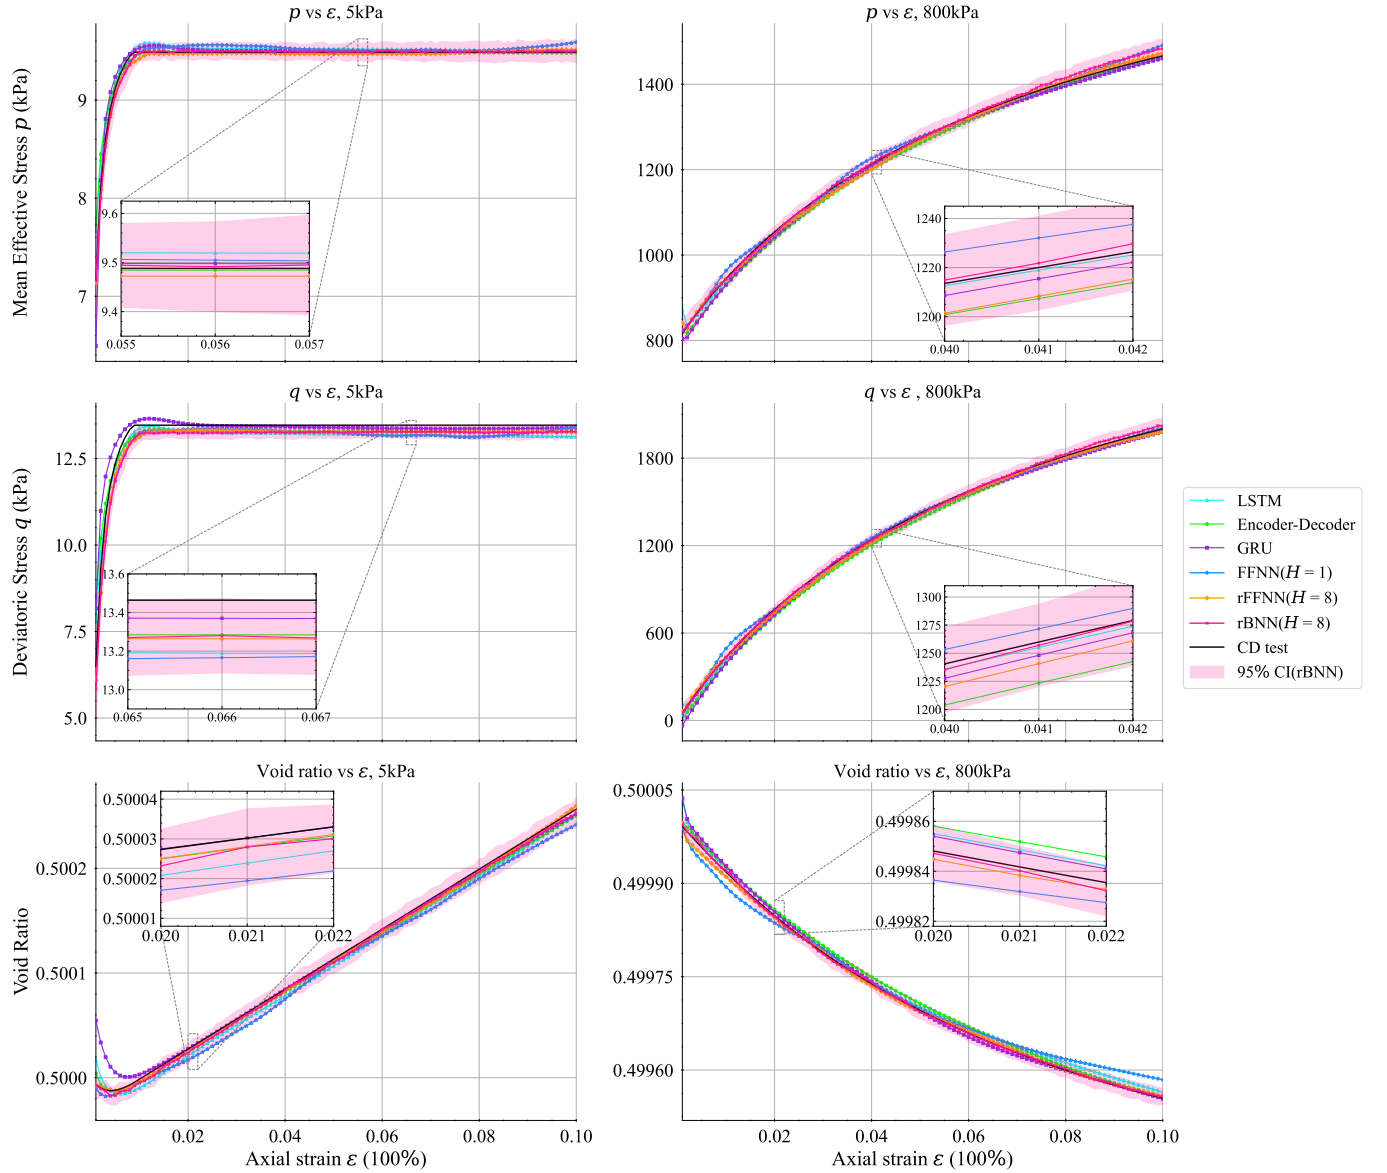 p vs ε, 5kPa
p vs ε, 800kPa
Mean Effective Stress p (kPa)
9
8
7
9.6
9.5
9.4
0.055 0.056 0.057
1400
1200
1000
800
1240
1220
1200
0.040 0.041 0.042
q vs ε, 5kPa
q vs ε , 800kPa
Deviatoric Stress q (kPa)
12.5
10.0
7.5
5.0
13.6
13.4
13.2
13.0
0.065 0.066 0.067
1800
1200
600
0
1300
1275
1250
1225
1200
0.040 0.041 0.042
LSTM
Encoder-Decoder
GRU
FFNN(H = 1)
rFFNN(H = 8)
rBNN(H = 8)
CD test
95% CI(rBNN)
Void ratio vs ε, 5kPa
Void ratio vs ε, 800kPa
Void Ratio
0.5002
0.5001
0.5000
0.50004
0.50003
0.50002
0.50001
0.020 0.021 0.022
0.02 0.04 0.06 0.08 0.10
Axial strain ε (100%)
0.50005
0.49990
0.49975
0.49960
0.49986
0.49984
0.49982
0.020 0.021 0.022
0.02 0.04 0.06 0.08 0.10
Axial strain ε (100%)